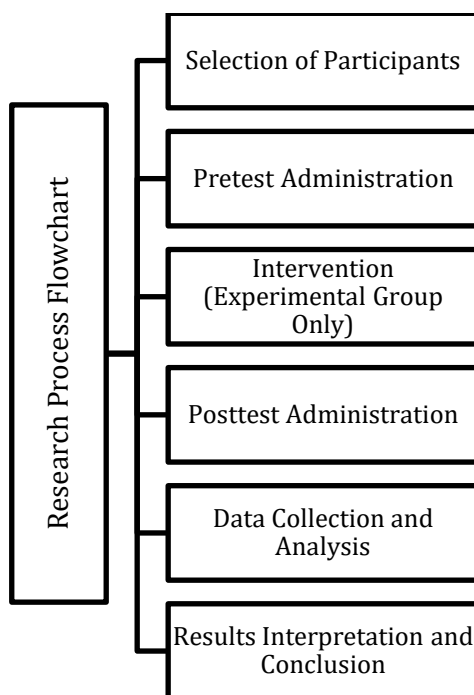 Research Process Flowchart
Selection of Participants
Pretest Administration
Intervention
(Experimental Group
Only)
Posttest Administration
Data Collection and
Analysis
Results Interpretation and
Conclusion